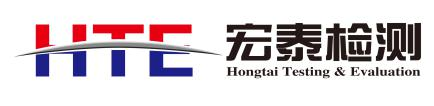 HTE 宏泰检测
Hongtai Testing & Evaluation